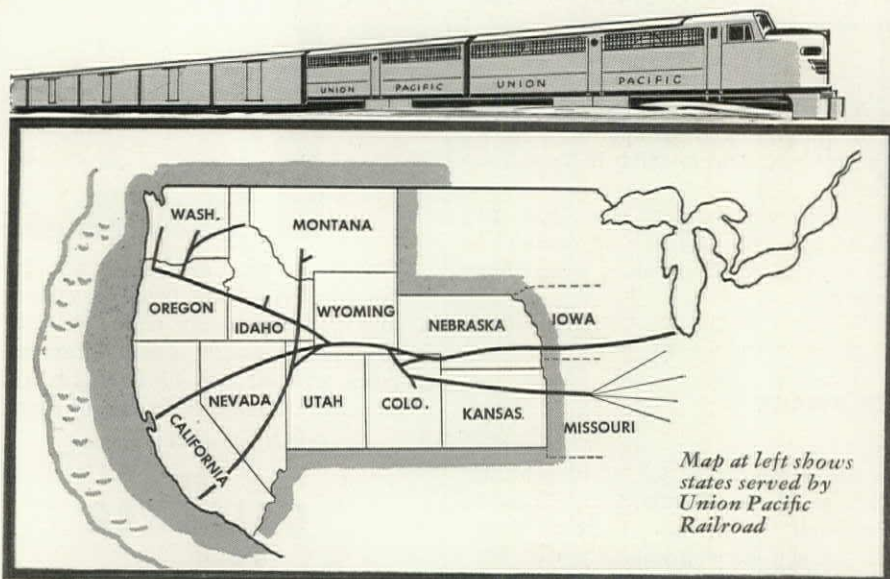 UNION PACIFIC UNION PACIFIC
WASH.
MONTANA
OREGON
IDAHO
WYOMING
NEBRASKA
IOWA
NEVADA
UTAH
COLO.
KANSAS
CALIFORNIA
MISSOURI
Map at left shows
states served by
Union Pacific
Railroad